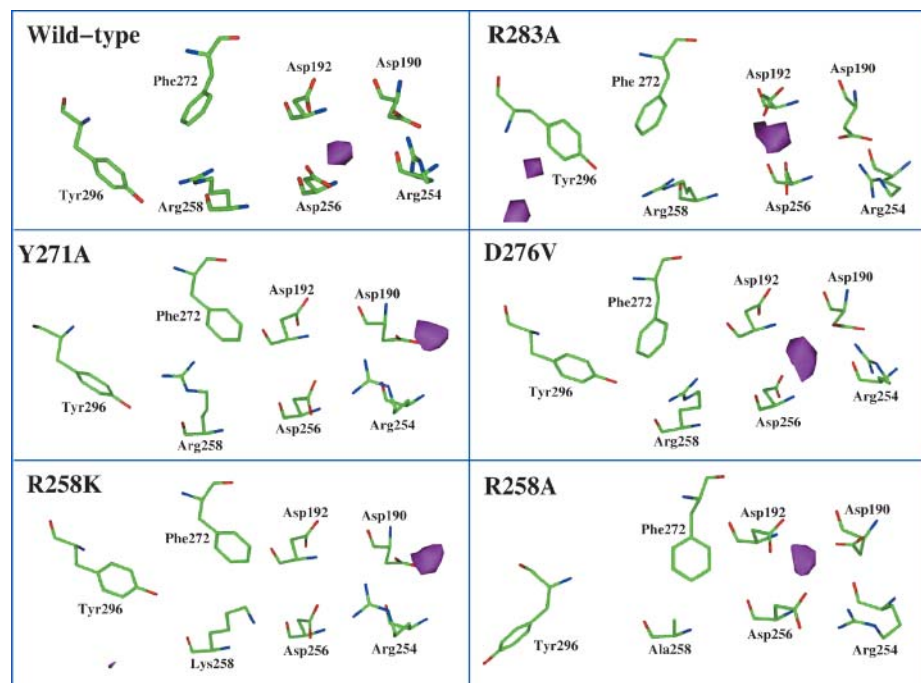 Wild-type
Phe272
Asp192
Asp190
Tyr296
Arg258
Asp256
Arg254
R283A
Phe 272
Asp192
Asp190
Tyr296
Arg258
Asp256
Arg254
Y271A
Phe272
Asp192
Asp190
Tyr296
Arg258
Asp256
Arg254
D276V
Phe272
Asp192
Asp190
Tyr296
Arg258
Asp256
Arg254
R258K
Phe272
Asp192
Asp190
Tyr296
Lys258
Asp256
Arg254
R258A
Phe272
Asp192
Asp190
Tyr296
Ala258
Asp256
Arg254